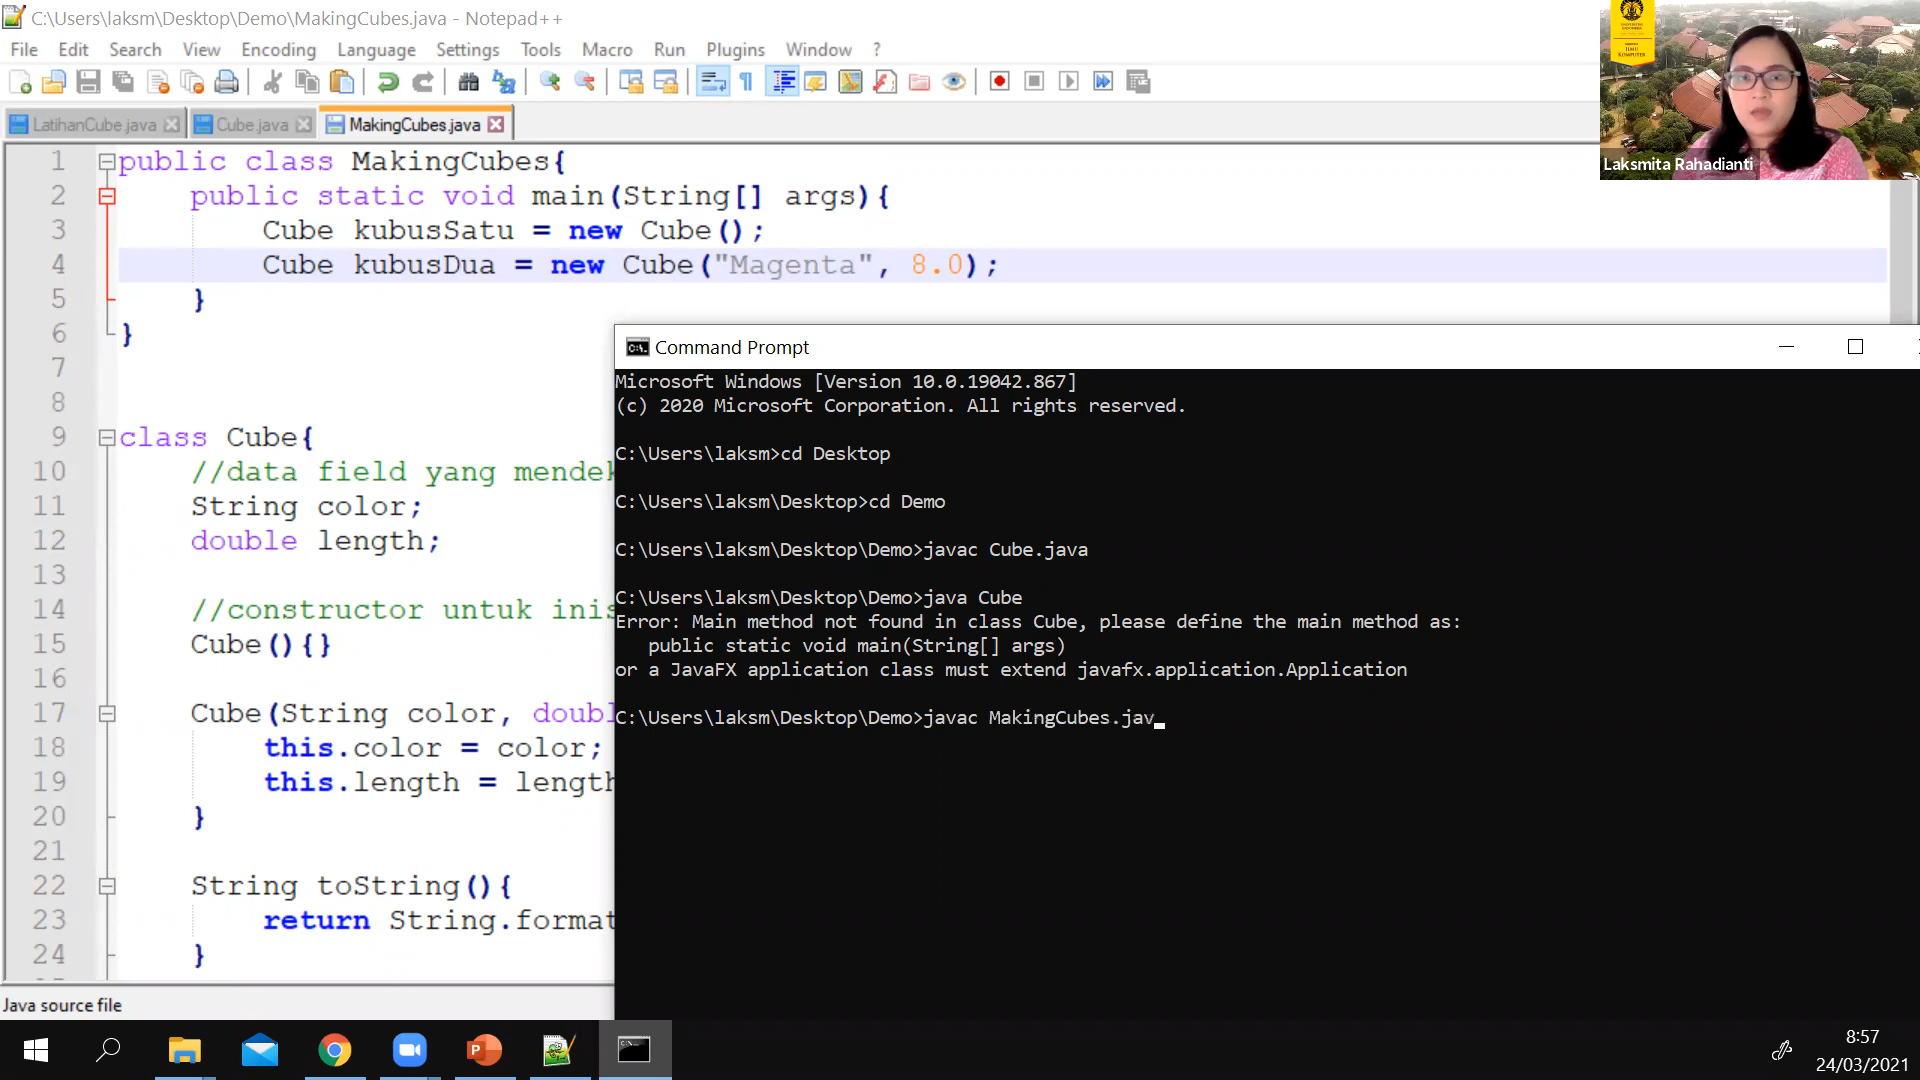 C:\Users\laksm\Desktop\Demo\MakingCubes.java - Notepad++
File Edit Search View Encoding Language Settings Tools Macro Run Plugins Window ?
LatihanCube.java Cube.java MakingCubes.java
1 public class MakingCubes{
2 public static void main(String[] args){
3 Cube kubusSatu = new Cube();
4 Cube kubusDua = new Cube("Magenta", 8.0);
5 }
6 }
7
8
9 class Cube{
10 //data field yang mendek
11 String color;
12 double length;
13
14 //constructor untuk inis
15 Cube(){}
16
17 Cube(String color, doubl
18 this.color = color;
19 this.length = length
20 }
21
22 String toString(){
23 return String.format
24 }
Java source file
Laksmita Rahadianti
ILMU
KOMPUTER
Command Prompt
Microsoft Windows [Version 10.0.19042.867]
(c) 2020 Microsoft Corporation. All rights reserved.
C:\Users\laksm>cd Desktop
C:\Users\laksm\Desktop>cd Demo
C:\Users\laksm\Desktop\Demo>javac Cube.java
C:\Users\laksm\Desktop\Demo>java Cube
Error: Main method not found in class Cube, please define the main method as:
public static void main(String[] args)
or a JavaFX application class must extend javafx.application.Application
C:\Users\laksm\Desktop\Demo>javac MakingCubes.jav_
8:57
24/03/2021